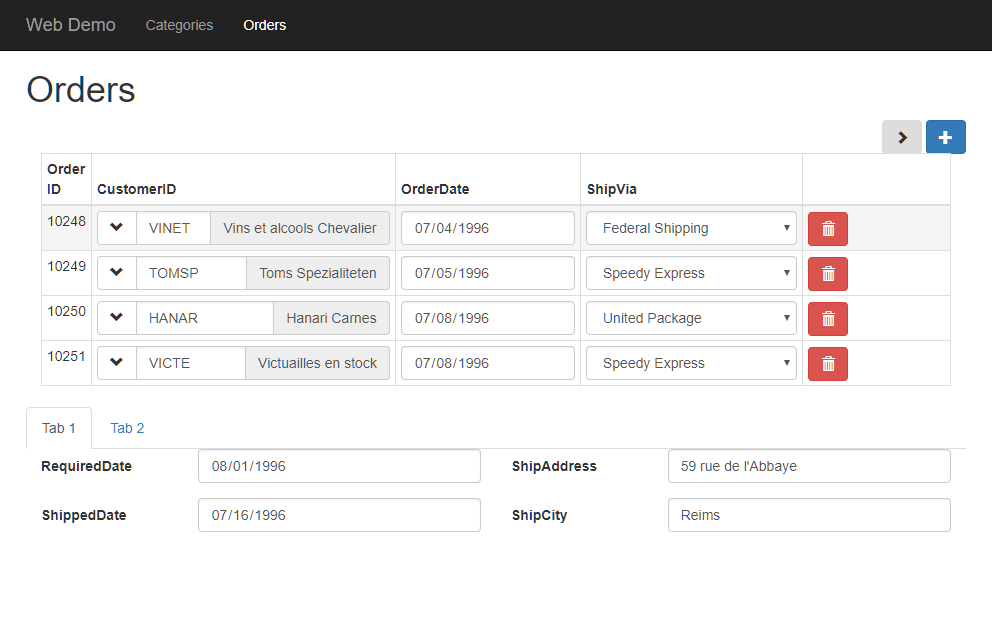 Web Demo Categories Orders
Orders
Order ID CustomerID OrderDate ShipVia
10248 VINET Vins et alcools Chevalier 07/04/1996 Federal Shipping
10249 TOMSP Toms Spezialiteten 07/05/1996 Speedy Express
10250 HANAR Hanari Carnes 07/08/1996 United Package
10251 VICTE Victuailles en stock 07/08/1996 Speedy Express
Tab 1 Tab 2
RequiredDate 08/01/1996 ShipAddress 59 rue de l'Abbaye
ShippedDate 07/16/1996 ShipCity Reims